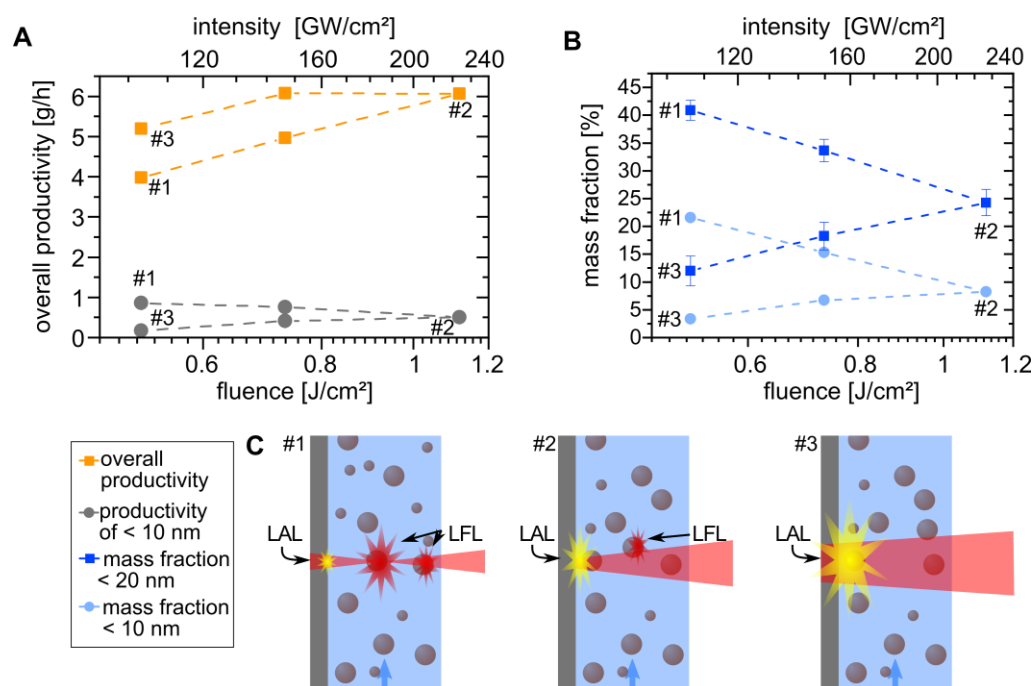 A
intensity [GW/cm²]
120 160 200 240
overall productivity [g/h]
6
5
4
3
2
1
0
#3
#1
#2
#1
#3
#2
0.6 0.8 1 1.2
fluence [J/cm²]
B
intensity [GW/cm²]
120 160 200 240
mass fraction [%]
45
40
35
30
25
20
15
10
5
0
#1
#1
#2
#3
#2
#3
0.6 0.8 1 1.2
fluence [J/cm²]
overall
productivity
productivity
of < 10 nm
mass fraction
< 20 nm
mass fraction
< 10 nm
C
#1
LAL
LFL
#2
LAL
LFL
#3
LAL